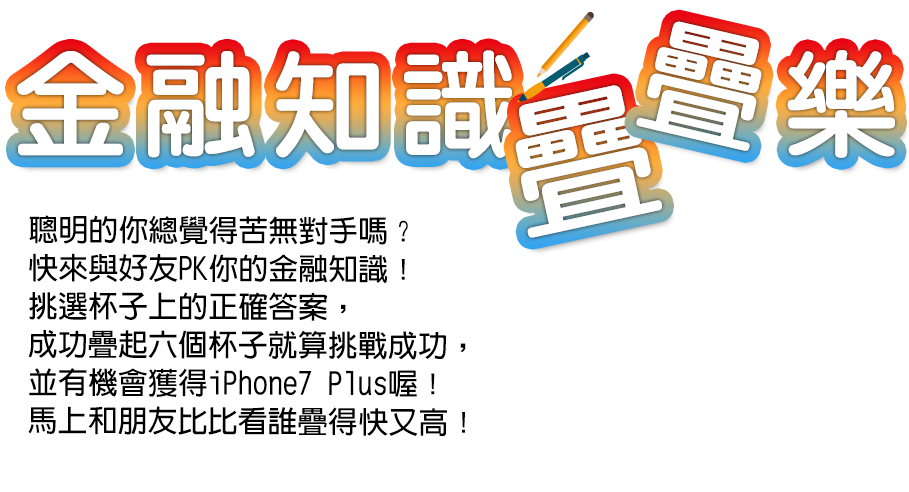 金融知識疊疊樂
聰明的你總覺得苦無對手嗎？
快來與好友PK你的金融知識！
挑選杯子上的正確答案，
成功疊起六個杯子就算挑戰成功，
並有機會獲得iPhone7 Plus喔！
馬上和朋友比比看誰疊得快又高！